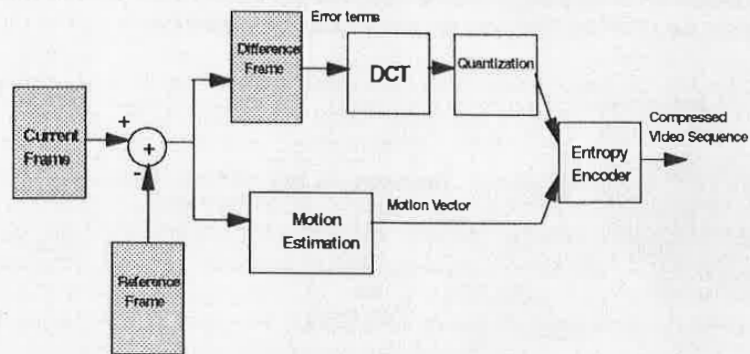 Error terms
Difference
Frame
DCT
Quantization
Current
Frame
+
+
-
Compressed
Video Sequence
Entropy
Encoder
Motion Vector
Motion
Estimation
Reference
Frame